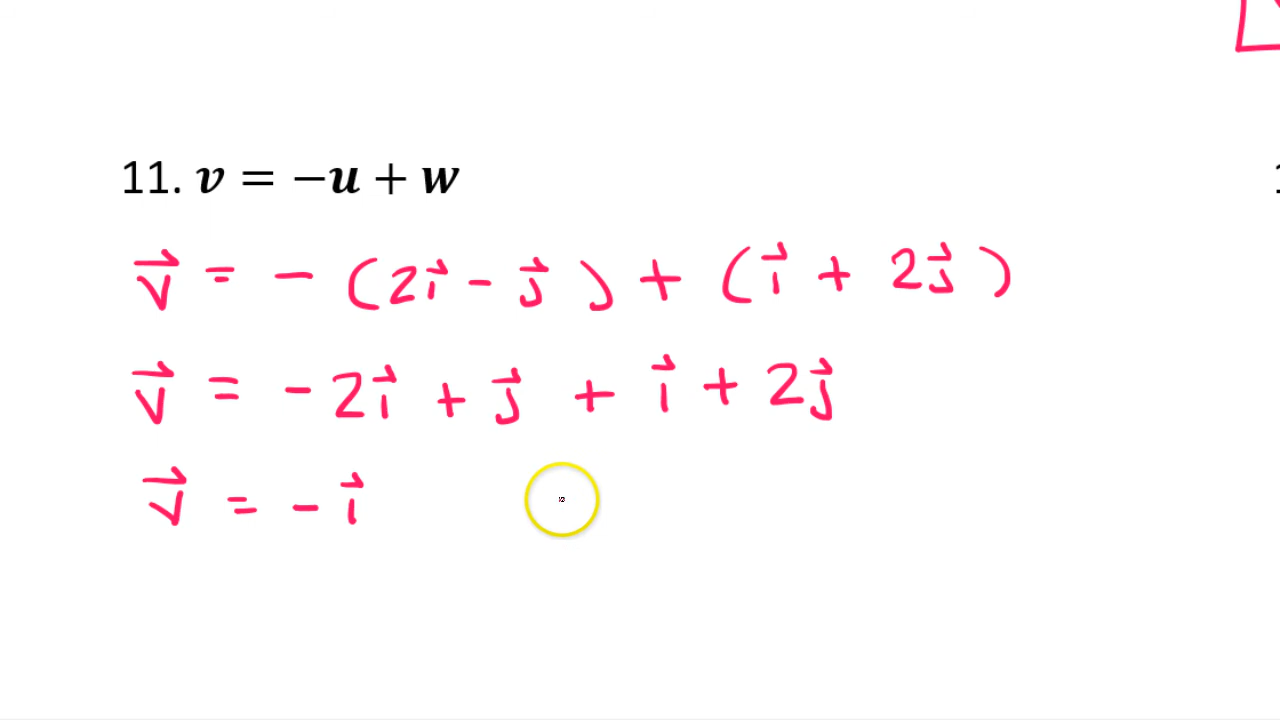 11. v = −u + w
v⃗ = - (2i⃗ - j⃗) + (i⃗ + 2j⃗)
v⃗ = - 2i⃗ + j⃗ + i⃗ + 2j⃗
v⃗ = - i⃗